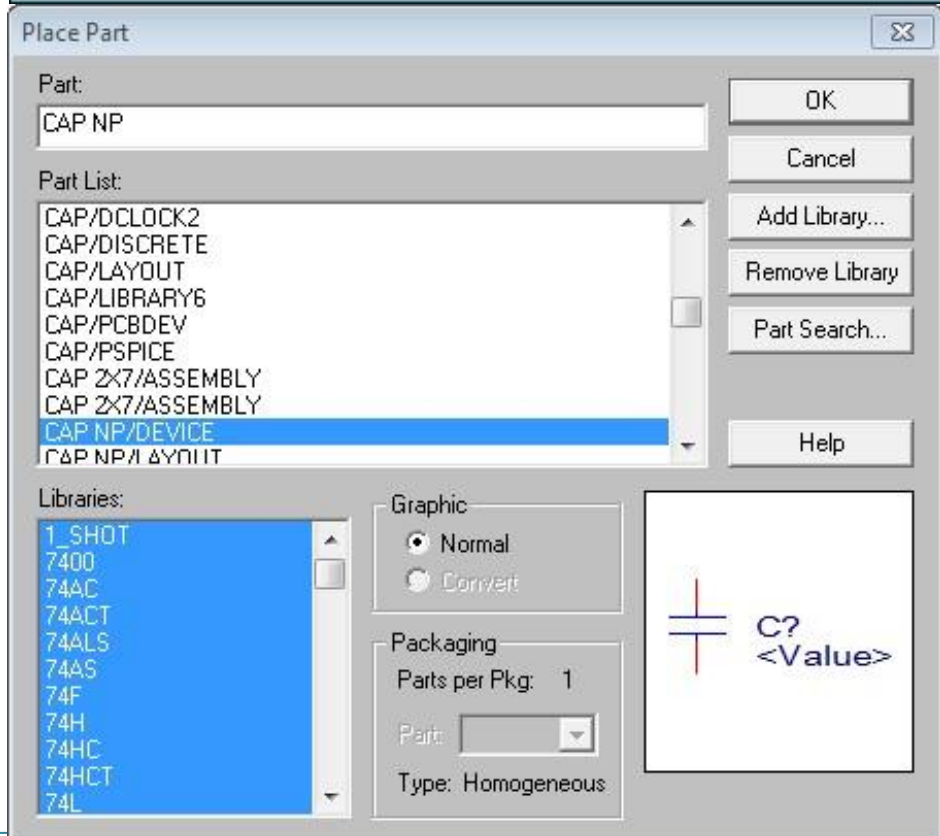 Place Part
Part:
CAP NP
OK
Cancel
Part List:
CAP/DCLOCK2
CAP/DISCRETE
CAP/LAYOUT
CAP/LIBRARY6
CAP/PCBDEV
CAP/PSPICE
CAP 2X7/ASSEMBLY
CAP 2X7/ASSEMBLY
CAP NP/DEVICE
CAP NP/LAYOUT
Add Library...
Remove Library
Part Search...
Help
Libraries:
1_SHOT
7400
74AC
74ACT
74ALS
74AS
74F
74H
74HC
74HCT
74L
Graphic
Normal
Convert
Packaging
Parts per Pkg: 1
Part:
Type: Homogeneous
C?
<Value>